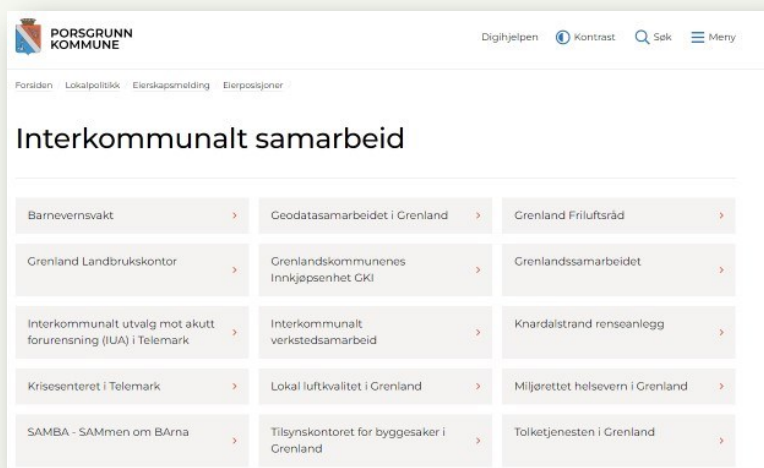 PORSGRUNN
KOMMUNE
Digihjelpen
Kontrast
Søk
Meny
Forsiden / Lokalpolitikk / Eierskapsmelding / Eierposisjoner /
Interkommunalt samarbeid
Barnevernsvakt
Geodatasamarbeidet i Grenland
Grenland Friluftsråd
Grenland Landbrukskontor
Grenlandskommunenes
Innkjøpsenhet GKI
Grenlandssamarbeidet
Interkommunalt utvalg mot akutt
forurensning (IUA) i Telemark
Interkommunalt
verkstedsamarbeid
Knardalstrand renseanlegg
Krisesenteret i Telemark
Lokal luftkvalitet i Grenland
Miljørettet helsevern i Grenland
SAMBA - SAMmen om BArna
Tilsynskontoret for byggesaker i
Grenland
Tolketjenesten i Grenland